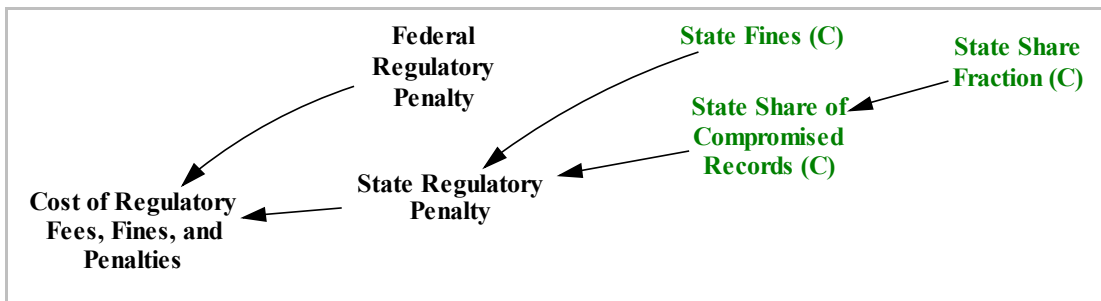 Federal
Regulatory
Penalty
State Fines (C)
State Share
Fraction (C)
State Share of
Compromised
Records (C)
State Regulatory
Penalty
Cost of Regulatory
Fees, Fines, and
Penalties